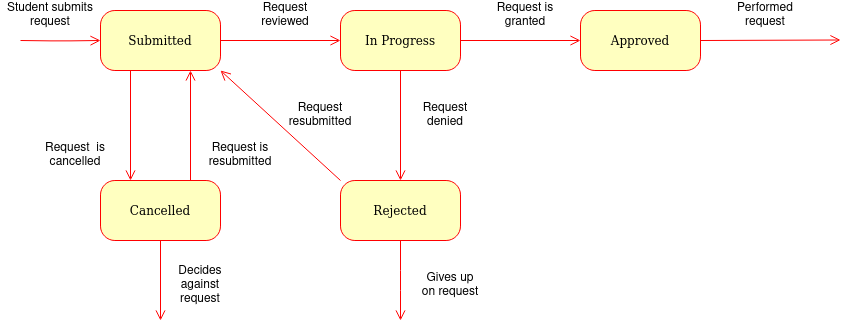 Student submits
request
Request
reviewed
Request is
granted
Performed
request
Submitted
In Progress
Approved
Request
resubmitted
Request
denied
Request  is
cancelled
Request is
resubmitted
Cancelled
Rejected
Decides
against
request
Gives up
on request